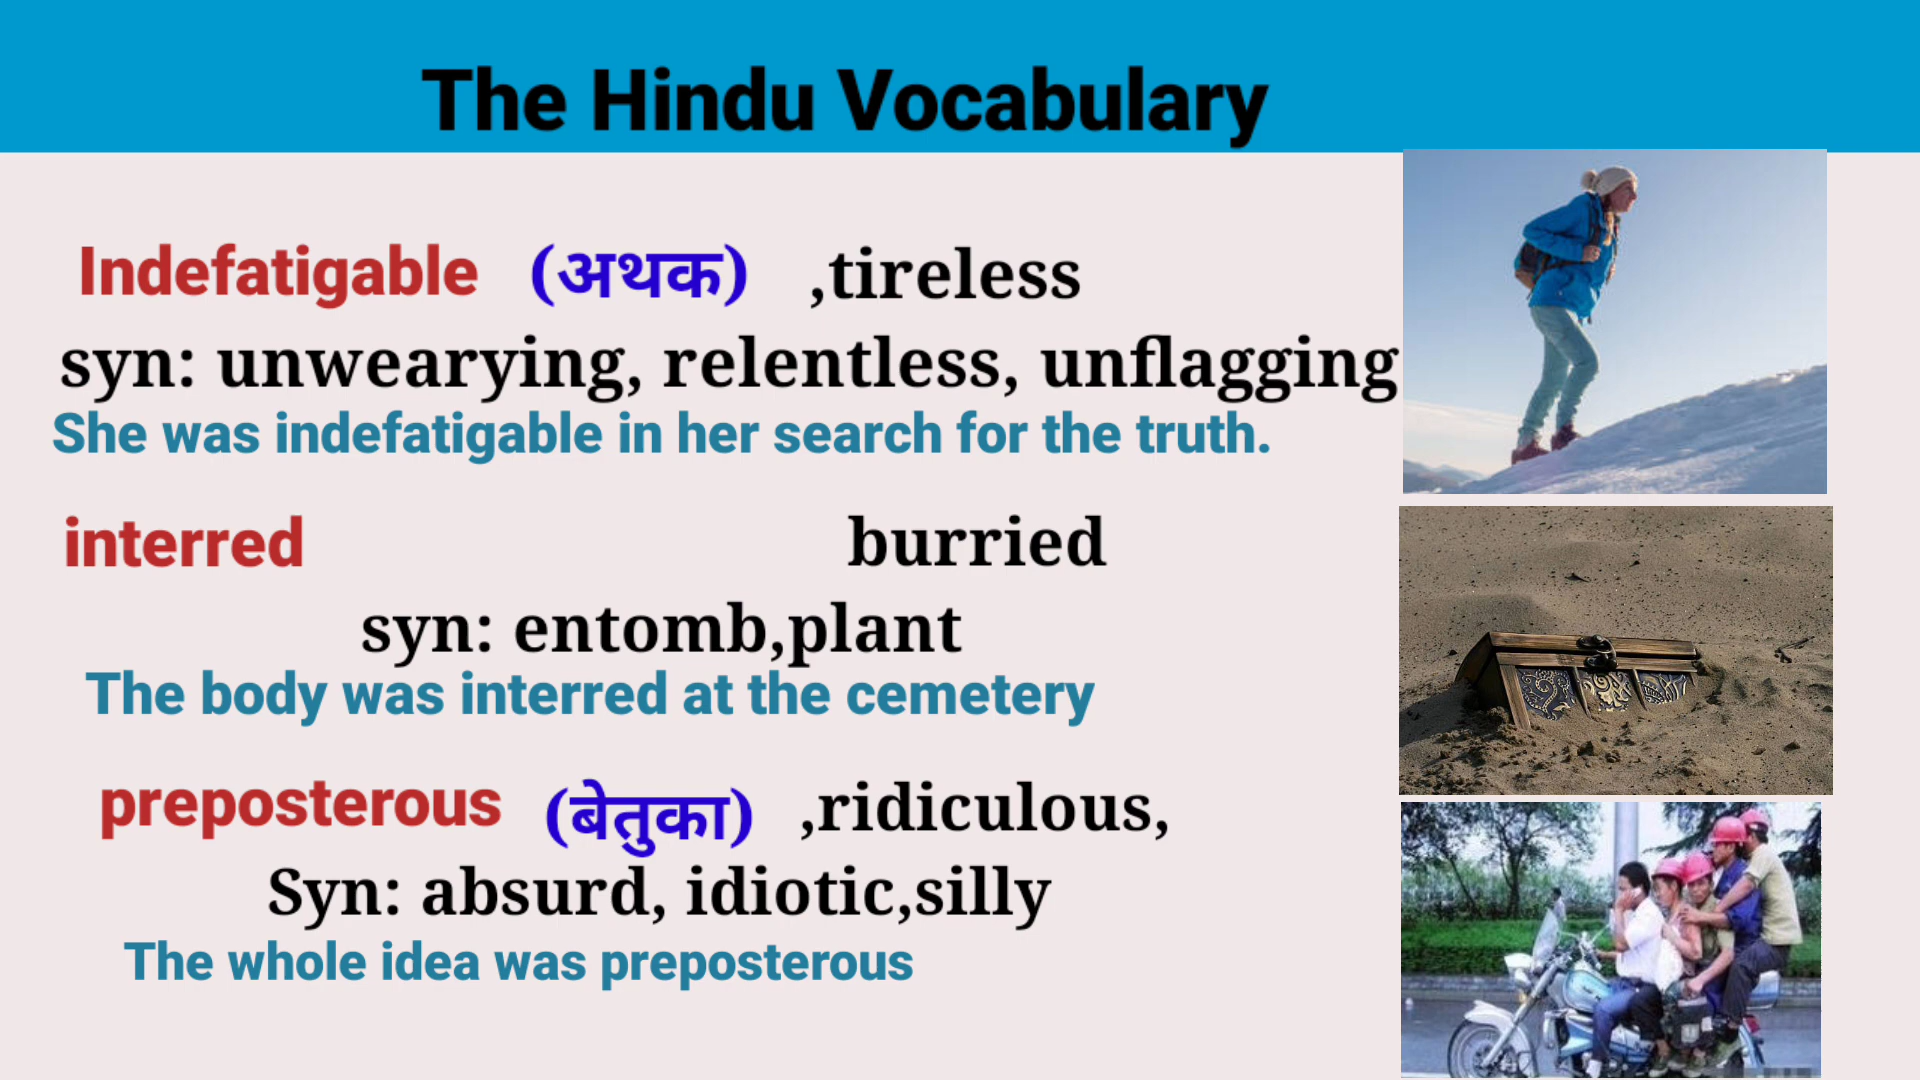 The Hindu Vocabulary
Indefatigable (अथक) ,tireless
syn: unwearying, relentless, unflagging
She was indefatigable in her search for the truth.
interred burried
syn: entomb,plant
The body was interred at the cemetery
preposterous (बेतुका) ,ridiculous,
Syn: absurd, idiotic,silly
The whole idea was preposterous